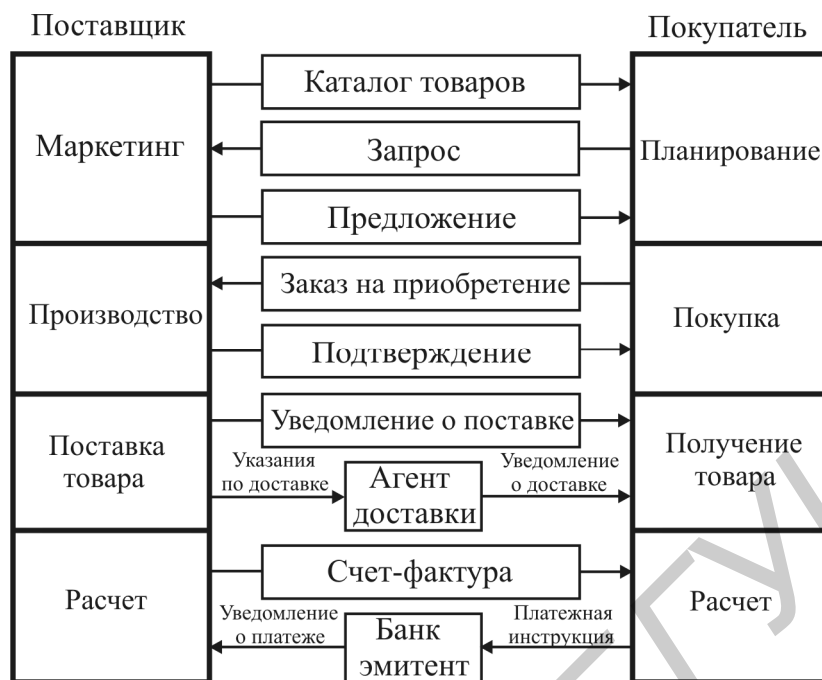 Поставщик
Покупатель
Маркетинг
Каталог товаров
Запрос
Предложение
Планирование
Производство
Заказ на приобретение
Подтверждение
Покупка
Поставка
товара
Уведомление о поставке
Указания
по доставке
Агент
доставки
Уведомление
о доставке
Получение
товара
Расчет
Счет-фактура
Уведомление
о платеже
Банк
эмитент
Платежная
инструкция
Расчет